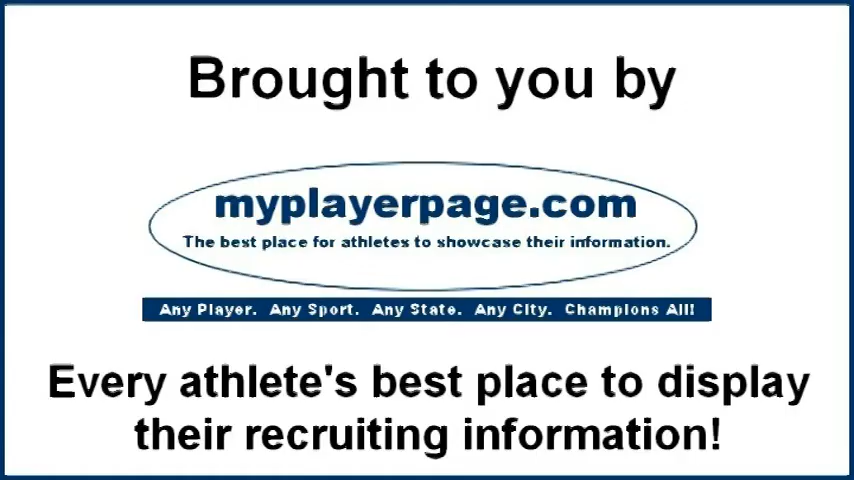 Brought to you by
myplayerpage.com
The best place for athletes to showcase their information.
Any Player. Any Sport. Any State. Any City. Champions All!
Every athlete's best place to display
their recruiting information!